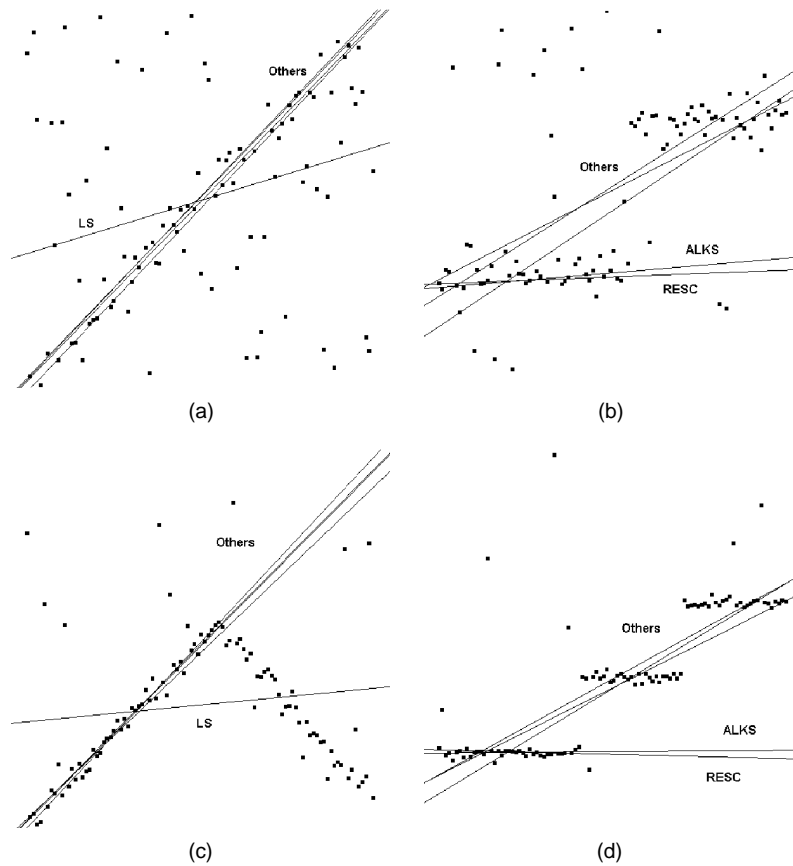 Others
LS
(a)
Others
ALKS
RESC
(b)
Others
LS
(c)
Others
ALKS
RESC
(d)